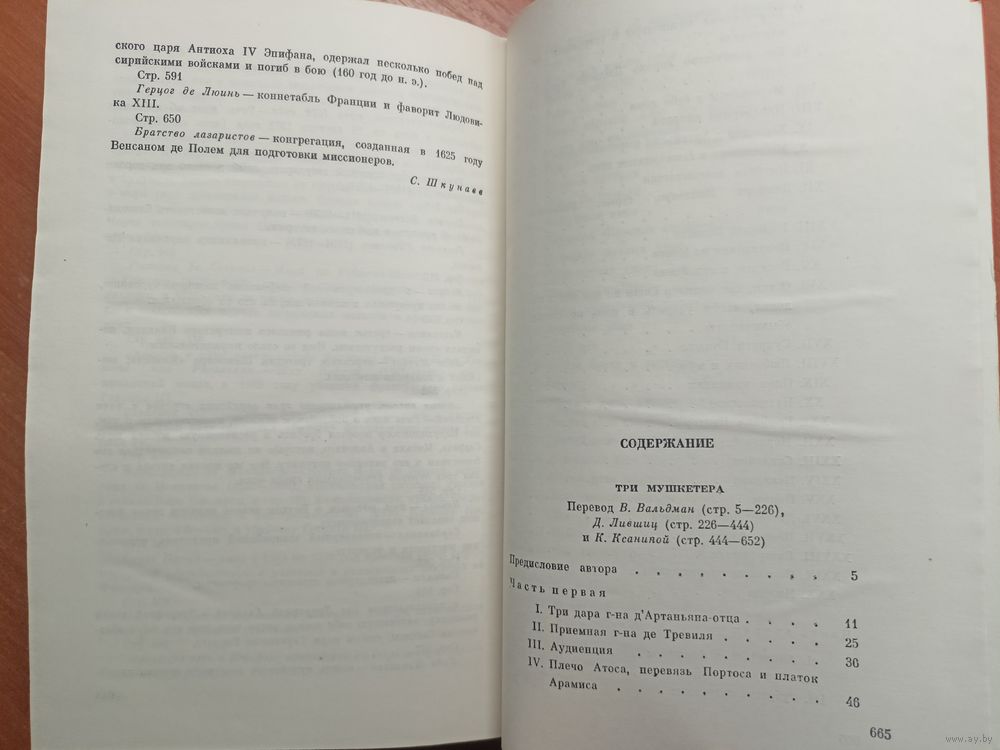 ского царя Антиоха IV Эпифана, одержал несколько побед над
сирийскими войсками и погиб в бою (160 год до н. э.).
Стр. 591
Герцог де Люинь — коннетабль Франции и фаворит Людови-
ка XIII.
Стр. 650
Братство лазаристов — конгрегация, созданная в 1625 году
Венсаном де Полем для подготовки миссионеров.
С. Шкунаев
СОДЕРЖАНИЕ
ТРИ МУШКЕТЕРА
Перевод В. Вальдман (стр. 5—226),
Д. Лившиц (стр. 226—444)
и К. Ксаниной (стр. 444—652)
Предисловие автора . . . . . . . . . 5
Часть первая
I. Три дара г-на д'Артаньяна-отца . . . . 11
II. Приемная г-на де Тревиля . . . . . 25
III. Аудиенция . . . . . . . . . 36
IV. Плечо Атоса, перевязь Портоса и платок
Арамиса . . . . . . . . . . 46
665
www.ay.by